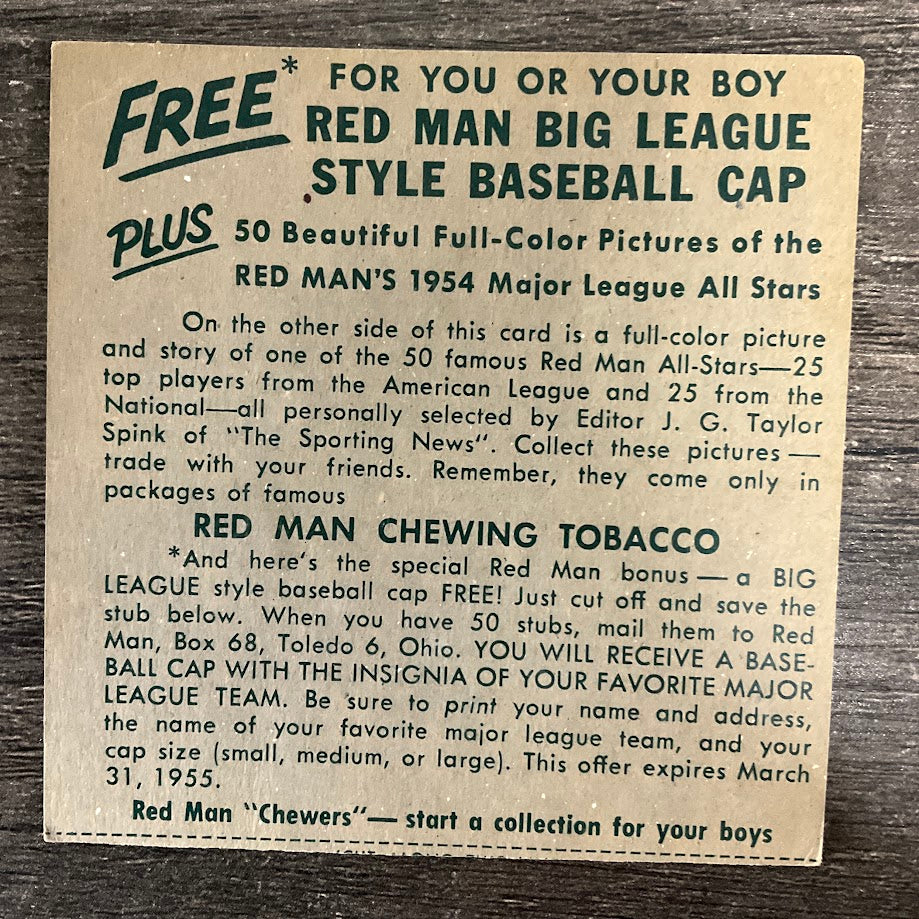 FREE* FOR YOU OR YOUR BOY
RED MAN BIG LEAGUE
STYLE BASEBALL CAP
PLUS 50 Beautiful Full-Color Pictures of the
RED MAN'S 1954 Major League All Stars
On the other side of this card is a full-color picture
and story of one of the 50 famous Red Man All-Stars—25
top players from the American League and 25 from the
National—all personally selected by Editor J. G. Taylor
Spink of "The Sporting News". Collect these pictures —
trade with your friends. Remember, they come only in
packages of famous
RED MAN CHEWING TOBACCO
*And here's the special Red Man bonus — a BIG
LEAGUE style baseball cap FREE! Just cut off and save the
stub below. When you have 50 stubs, mail them to Red
Man, Box 68, Toledo 6, Ohio. YOU WILL RECEIVE A BASE-
BALL CAP WITH THE INSIGNIA OF YOUR FAVORITE MAJOR
LEAGUE TEAM. Be sure to print your name and address,
the name of your favorite major league team, and your
cap size (small, medium, or large). This offer expires March
31, 1955.
Red Man "Chewers"— start a collection for your boys